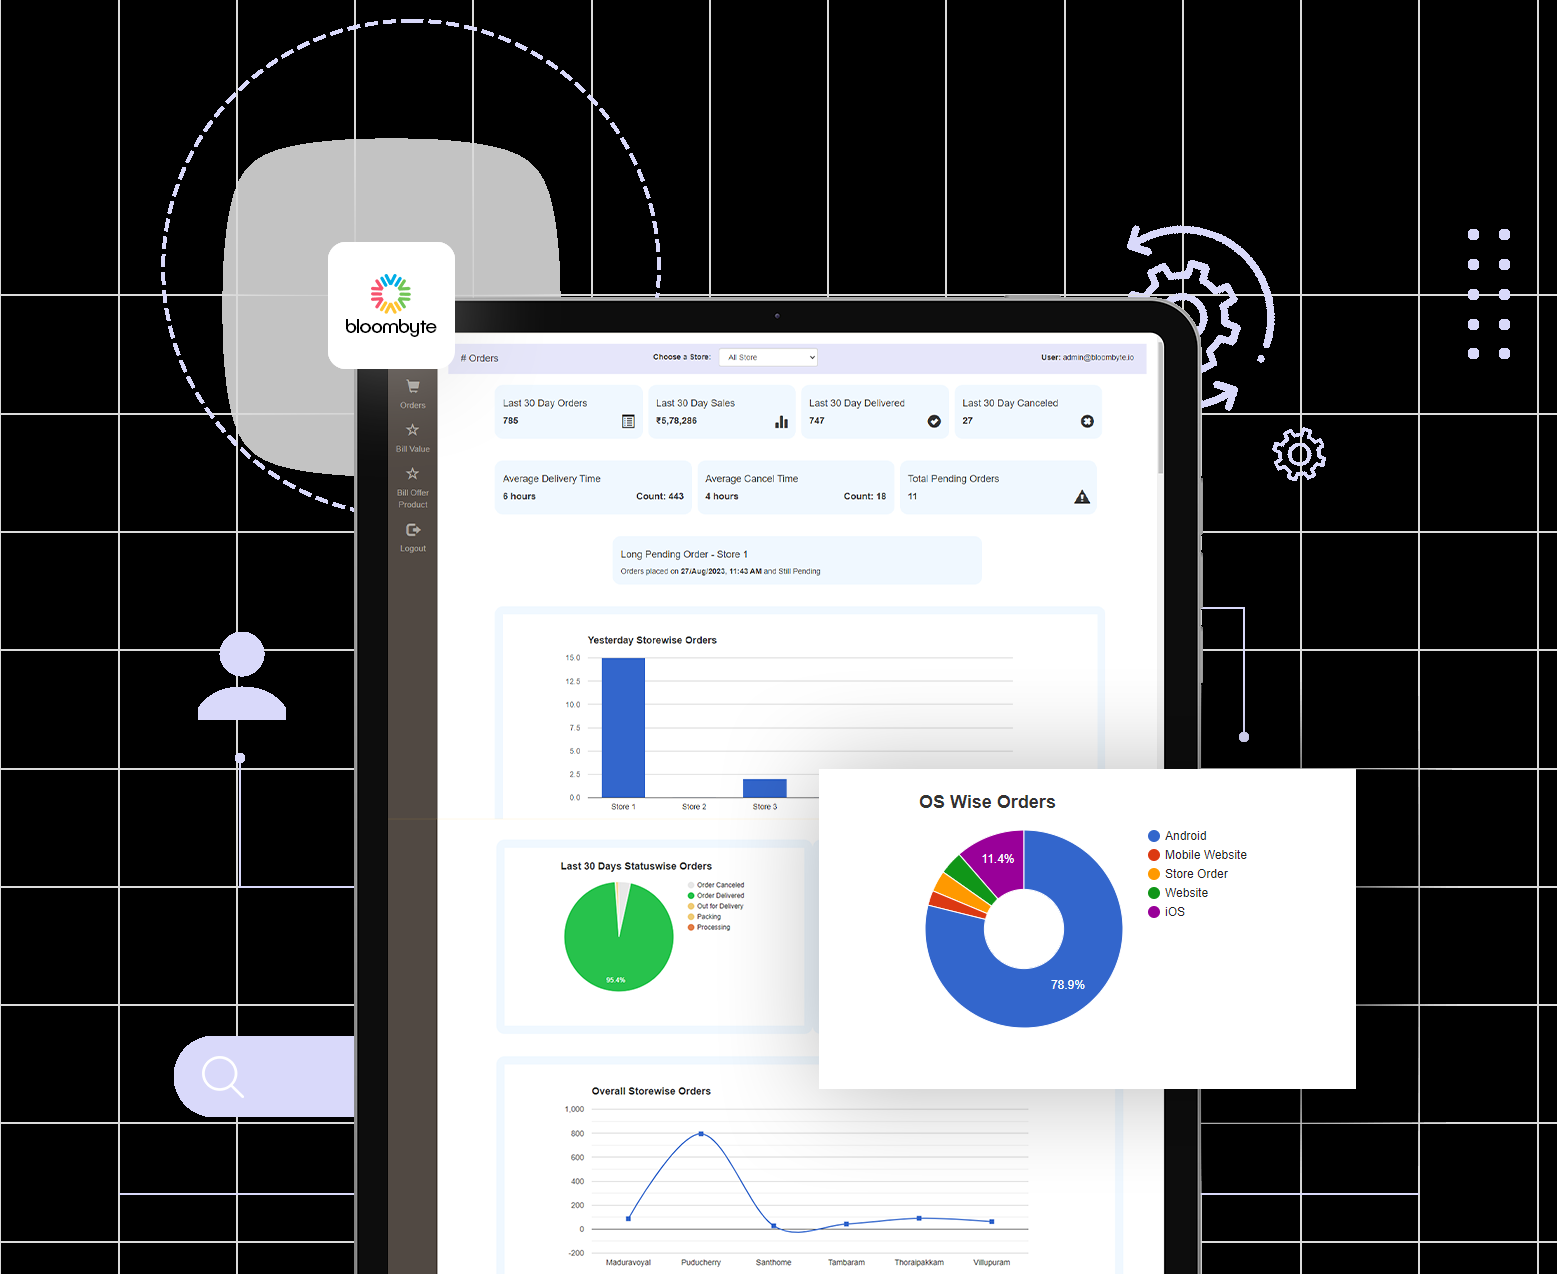 bloombyte
# Orders
Choose a Store:
All Store
User: admin@bloombyte.io
Orders
Bill Value
Bill Offer
Product
Logout
Last 30 Day Orders
785
Last 30 Day Sales
₹5,78,286
Last 30 Day Delivered
747
Last 30 Day Canceled
27
Average Delivery Time
6 hours
Count: 443
Average Cancel Time
4 hours
Count: 18
Total Pending Orders
11
Long Pending Order - Store 1
Orders placed on 27/Aug/2023, 11:43 AM and Still Pending
Yesterday Storewise Orders
15.0
12.5
10.0
7.5
5.0
2.5
0.0
Store 1
Store 2
Store 3
OS Wise Orders
11.4%
78.9%
Android
Mobile Website
Store Order
Website
iOS
Last 30 Days Statuswise Orders
95.4%
Order Canceled
Order Delivered
Out for Delivery
Packing
Processing
Overall Storewise Orders
1,000
800
600
400
200
0
-200
Maduravoyal
Puducherry
Santhome
Tambaram
Thoraipakkam
Villupuram